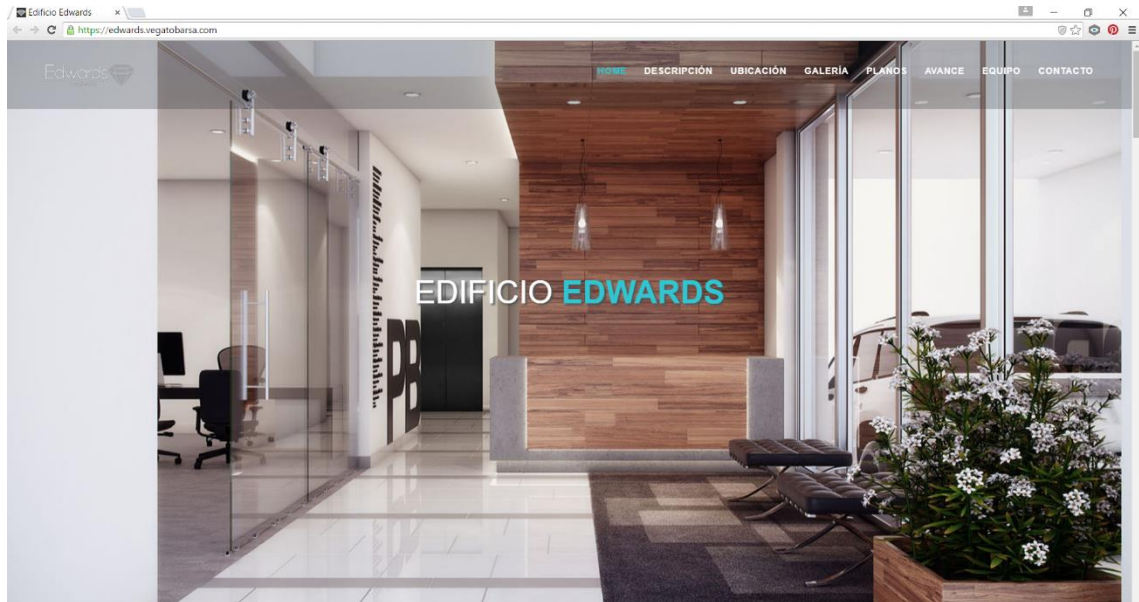 Edificio Edwards
https://edwards.vegatobarsa.com
Edwards
HOME DESCRIPCIÓN UBICACIÓN GALERÍA PLANOS AVANCE EQUIPO CONTACTO
EDIFICIO EDWARDS
PB